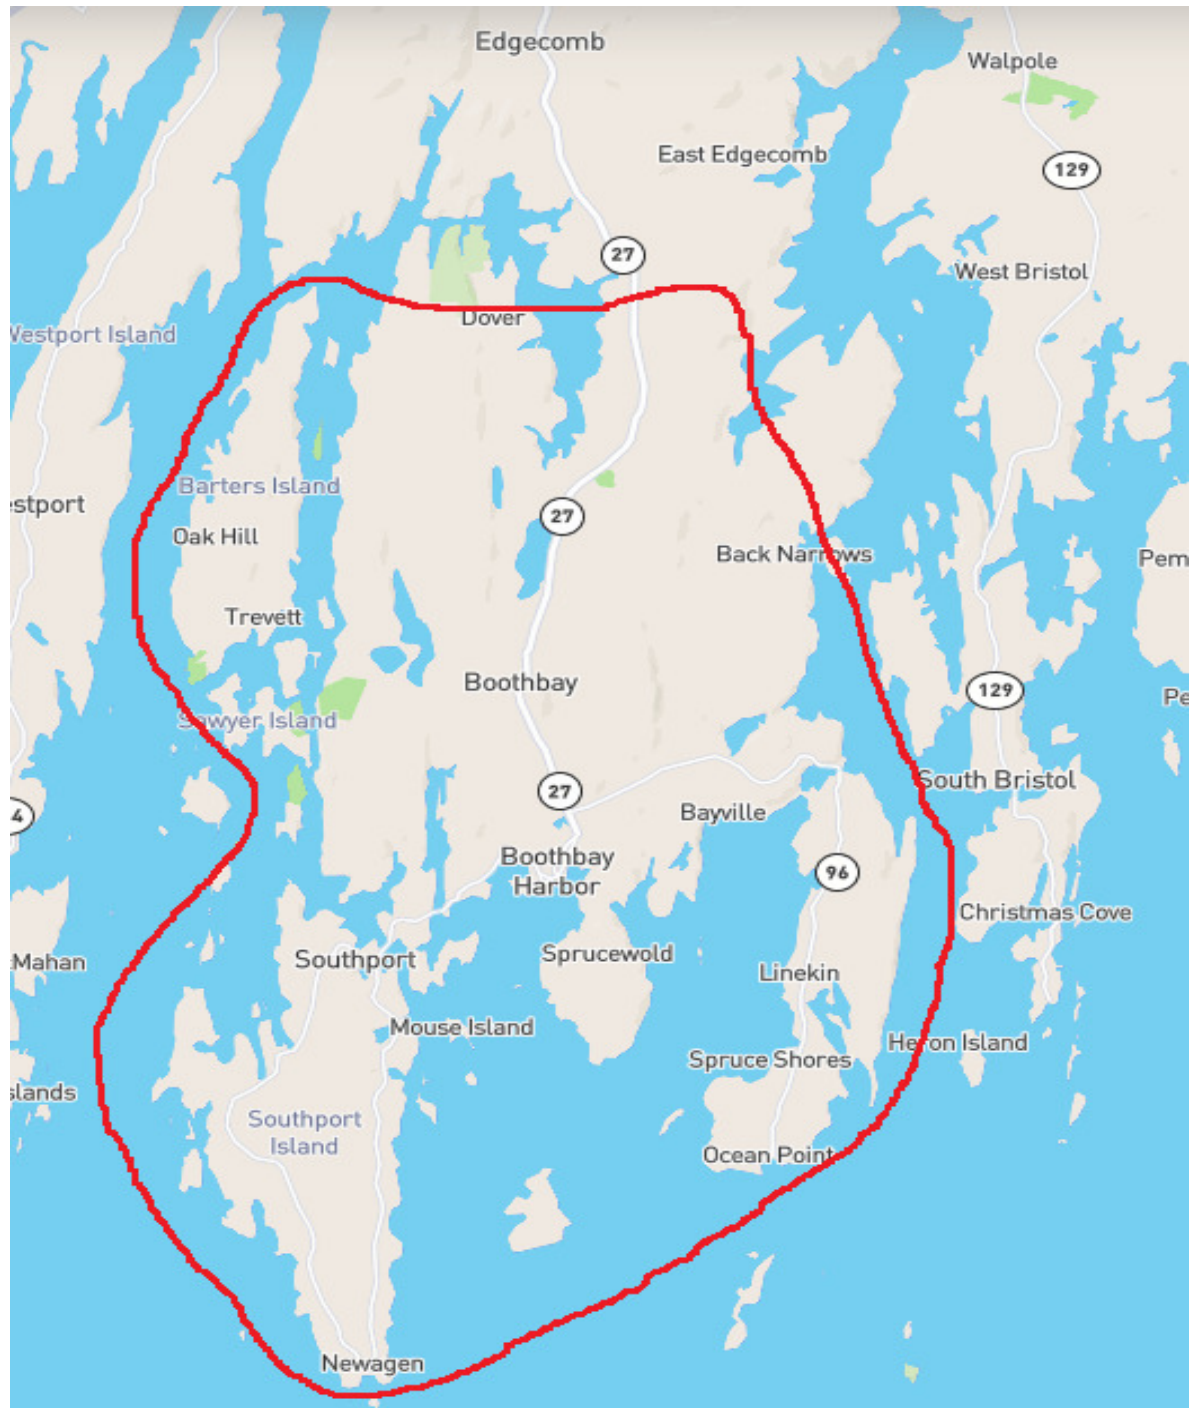 Edgecomb
Walpole
East Edgecomb
129
27
West Bristol
Dover
Westport Island
Barters Island
estport
27
Oak Hill
Back Narrows
Pem
Trevett
Boothbay
129
Pe
Sawyer Island
South Bristol
27
4
Bayville
Boothbay
Harbor
96
Christmas Cove
Sprucewold
Southport
Mahan
Linekin
Mouse Island
Heron Island
Spruce Shores
slands
Southport
Island
Ocean Point
Newagen